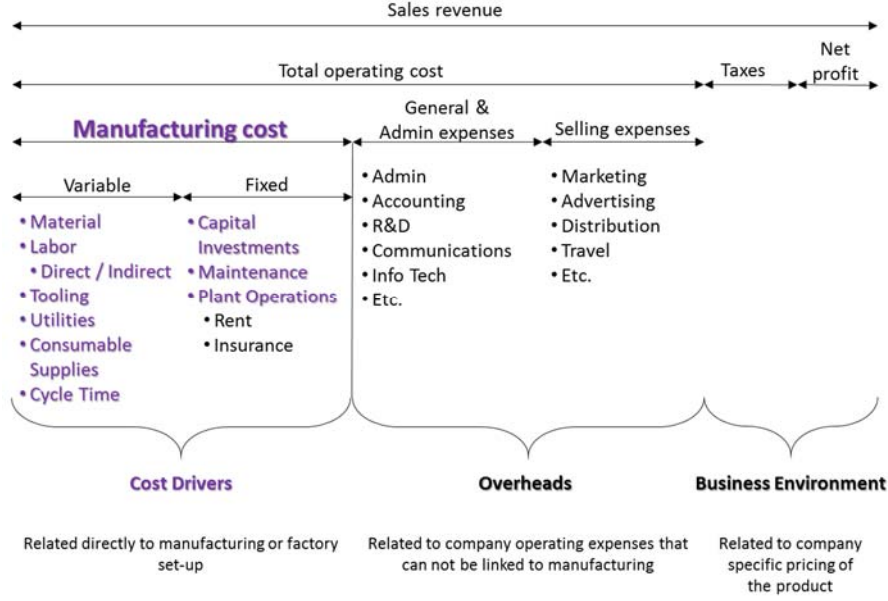 Sales revenue
Total operating cost
Taxes
Net
profit
Manufacturing cost
General &
Admin expenses
Selling expenses
Variable
Fixed
• Material
• Labor
• Direct / Indirect
• Tooling
• Utilities
• Consumable
Supplies
• Cycle Time
• Capital
Investments
• Maintenance
• Plant Operations
• Rent
• Insurance
• Admin
• Accounting
• R&D
• Communications
• Info Tech
• Etc.
• Marketing
• Advertising
• Distribution
• Travel
• Etc.
Cost Drivers
Overheads
Business Environment
Related directly to manufacturing or factory
set-up
Related to company operating expenses that
can not be linked to manufacturing
Related to company
specific pricing of
the product